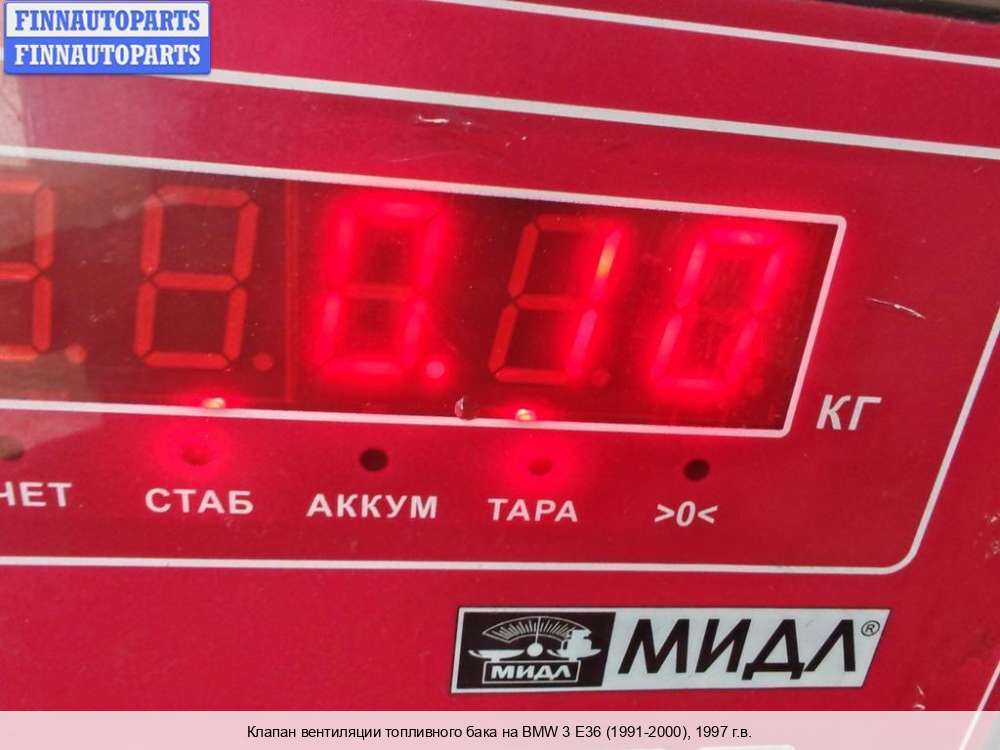 FINNAUTOPARTS
FINNAUTOPARTS
0.10
КГ
СТАБ АККУМ ТАРА >0<
МИДЛ МИДЛ®
Клапан вентиляции топливного бака на BMW 3 E36 (1991-2000), 1997 г.в.